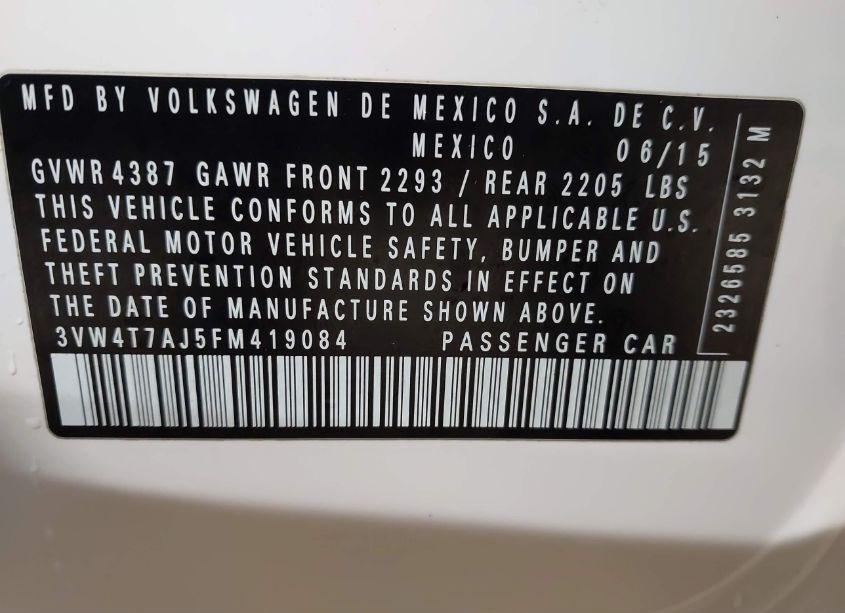 MFD BY VOLKSWAGEN DE MEXICO S.A. DE C.V.
MEXICO 06/15
GVWR 4387 GAWR FRONT 2293 / REAR 2205 LBS
THIS VEHICLE CONFORMS TO ALL APPLICABLE U.S.
FEDERAL MOTOR VEHICLE SAFETY, BUMPER AND
THEFT PREVENTION STANDARDS IN EFFECT ON
THE DATE OF MANUFACTURE SHOWN ABOVE.
3VW4T7AJ5FM419084 PASSENGER CAR
2326585 3132 M